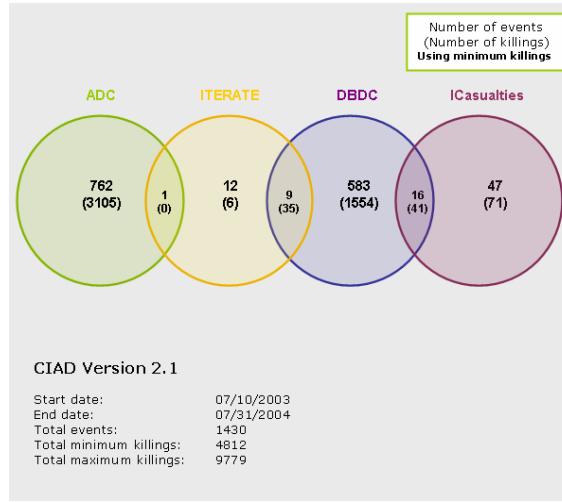 Number of events
(Number of killings)
Using minimum killings
ADC
ITERATE
DBDC
ICasualties
762
(3105)
1
(0)
12
(6)
9
(35)
583
(1554)
16
(41)
47
(71)
CIAD Version 2.1
Start date: 07/10/2003
End date: 07/31/2004
Total events: 1430
Total minimum killings: 4812
Total maximum killings: 9779